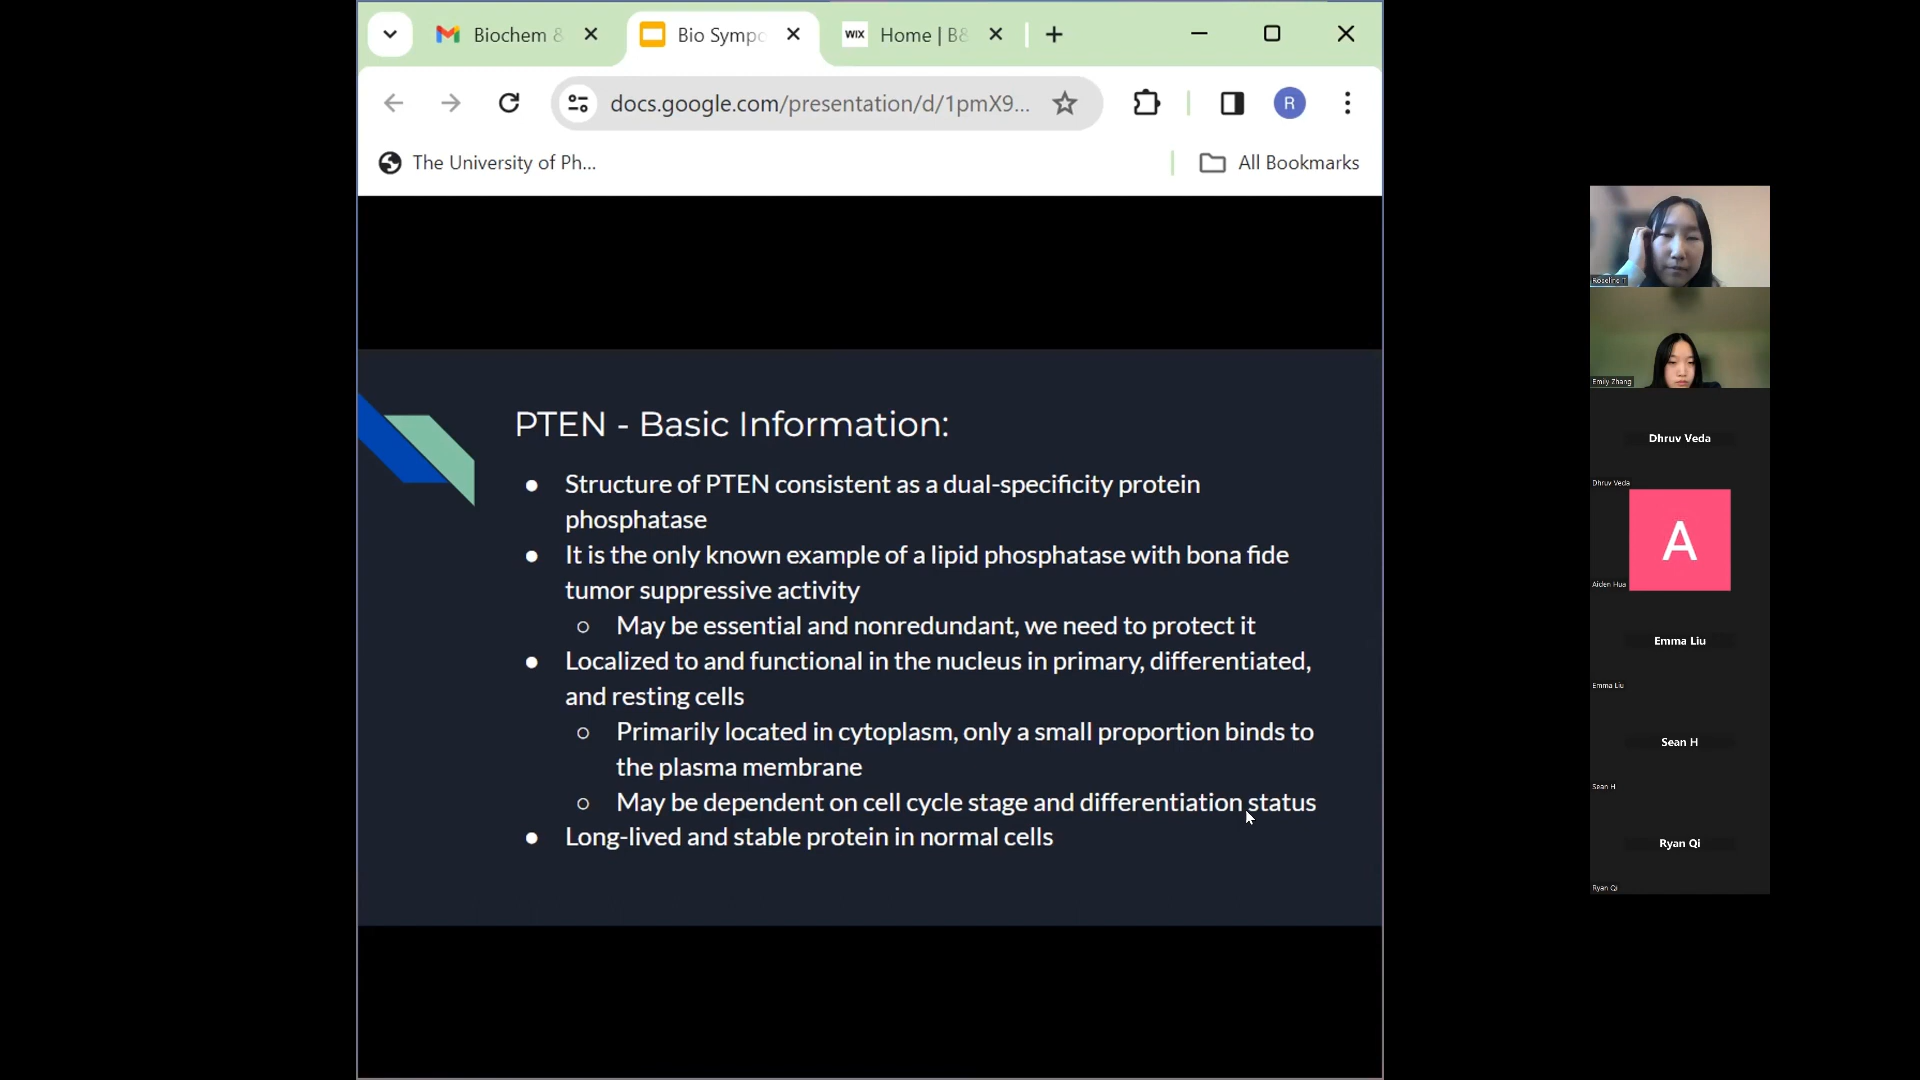 Biochem &
Bio Sympo
WIX
Home | B&
docs.google.com/presentation/d/1pmX9...
R
The University of Ph...
All Bookmarks
PTEN - Basic Information:
● Structure of PTEN consistent as a dual-specificity protein
phosphatase
● It is the only known example of a lipid phosphatase with bona fide
tumor suppressive activity
○ May be essential and nonredundant, we need to protect it
● Localized to and functional in the nucleus in primary, differentiated,
and resting cells
○ Primarily located in cytoplasm, only a small proportion binds to
the plasma membrane
○ May be dependent on cell cycle stage and differentiation status
● Long-lived and stable protein in normal cells
Emily Zhang
Dhruv Veda
Dhruv Veda
A
Aiden Hua
Emma Liu
Emma Liu
Sean H
Sean H
Ryan Qi
Ryan Qi